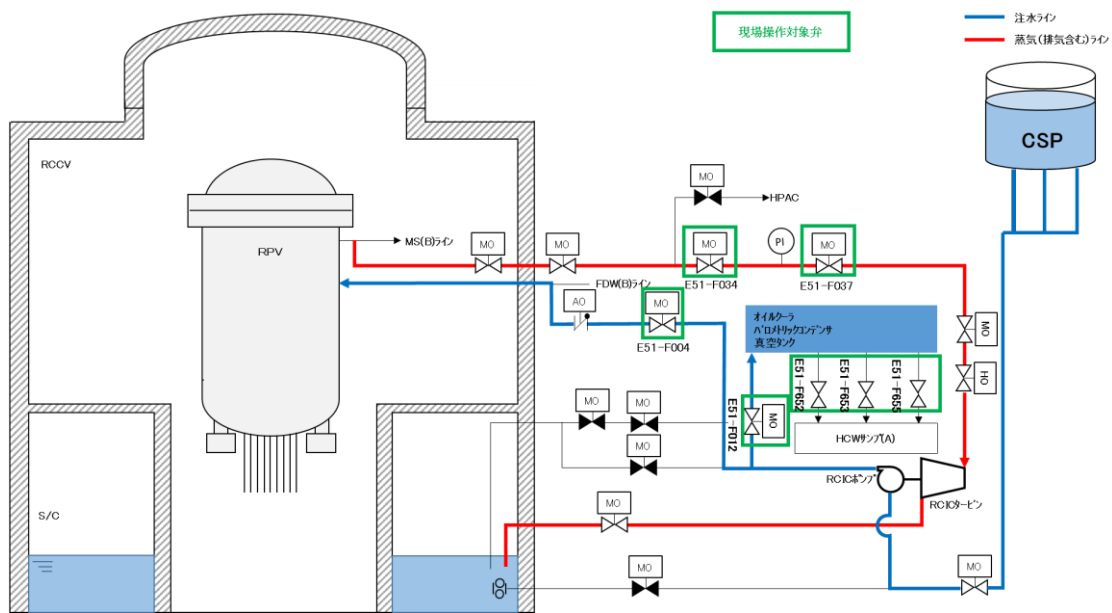 現場操作対象弁
注水ライン
蒸気(排気含む)ライン
CSP
RCCV
MO
HPAC
RPV
MS(B)ライン
MO
MO
MO
PI
MO
E51-F034
E51-F037
FDW(B)ライン
AO
MO
E51-F004
オイルクーラ
バロメトリックコンデンサ
真空タンク
MO
HO
E51-F652
E51-F653
E51-F655
E51-F012
MO
MO
MO
MO
HCWサンプ(A)
RCICポンプ
RCICタービン
S/C
MO
MO
MO